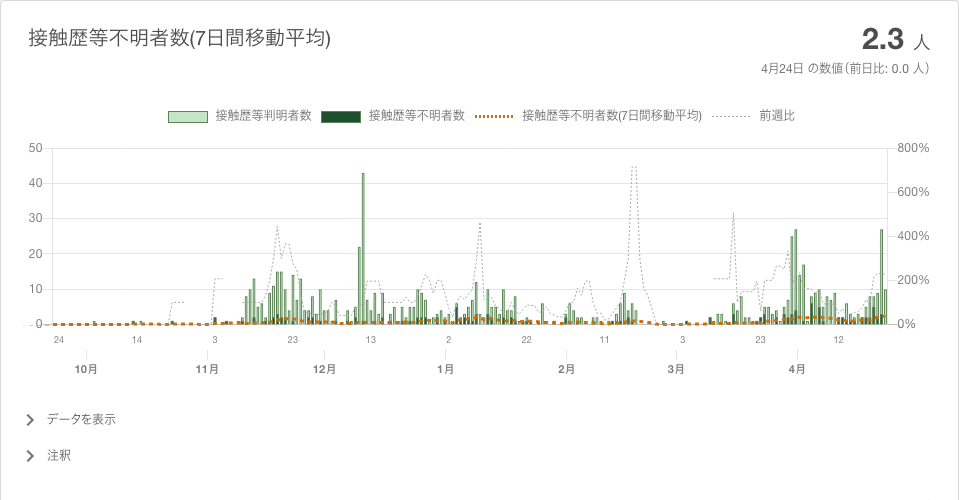 接触歴等不明者数(7日間移動平均)
2.3 人
4月24日 の数値（前日比: 0.0 人）
接触歴等判明者数 接触歴等不明者数 接触歴等不明者数(7日間移動平均) 前週比
50 800%
40 600%
30 400%
20 200%
10 0%
0
24 14 3 23 13 2 22 11 3 23 12
10月 11月 12月 1月 2月 3月 4月
データを表示
注釈